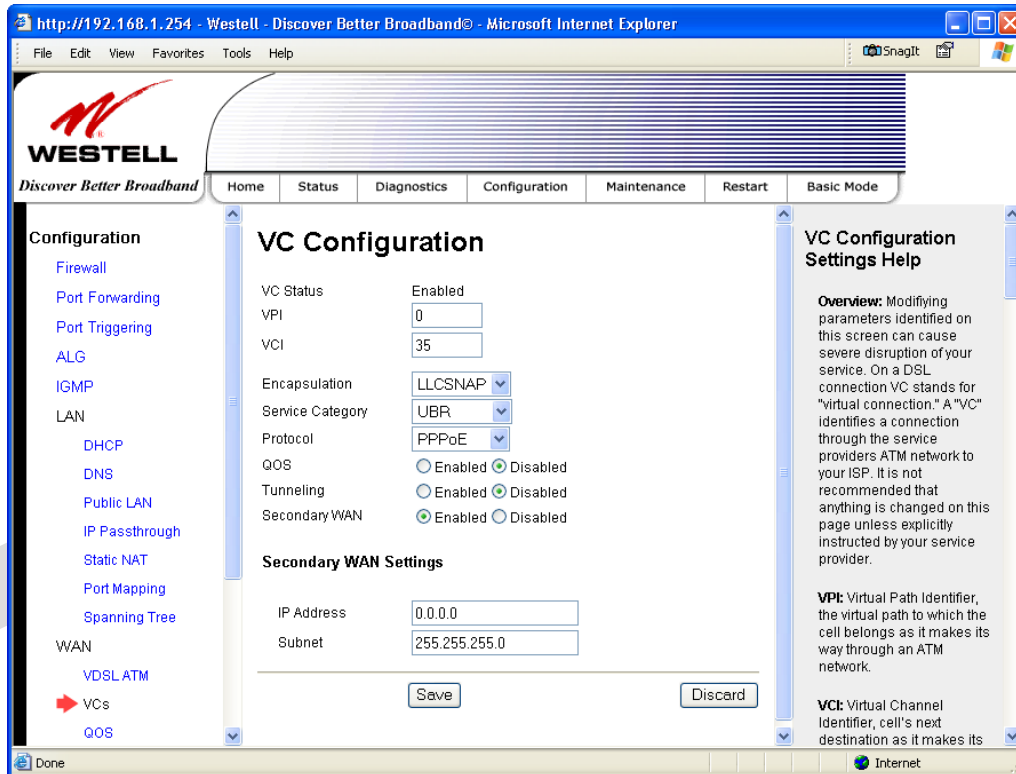 http://192.168.1.254 - Westell - Discover Better Broadband© - Microsoft Internet Explorer
File Edit View Favorites Tools Help
SnagIt
WESTELL
Discover Better Broadband
Home Status Diagnostics Configuration Maintenance Restart Basic Mode
Configuration
Firewall
Port Forwarding
Port Triggering
ALG
IGMP
LAN
DHCP
DNS
Public LAN
IP Passthrough
Static NAT
Port Mapping
Spanning Tree
WAN
VDSL ATM
VCs
QOS
VC Configuration
VC Status Enabled
VPI 0
VCI 35
Encapsulation LLCSNAP
Service Category UBR
Protocol PPPoE
QOS Enabled Disabled
Tunneling Enabled Disabled
Secondary WAN Enabled Disabled
Secondary WAN Settings
IP Address 0.0.0.0
Subnet 255.255.255.0
Save Discard
VC Configuration
Settings Help
Overview: Modifiying
parameters identified on
this screen can cause
severe disruption of your
service. On a DSL
connection VC stands for
"virtual connection." A "VC"
identifies a connection
through the service
providers ATM network to
your ISP. It is not
recommended that
anything is changed on this
page unless explicitly
instructed by your service
provider.
VPI: Virtual Path Identifier,
the virtual path to which the
cell belongs as it makes its
way through an ATM
network.
VCI: Virtual Channel
Identifier, cell's next
destination as it makes its
Done
Internet